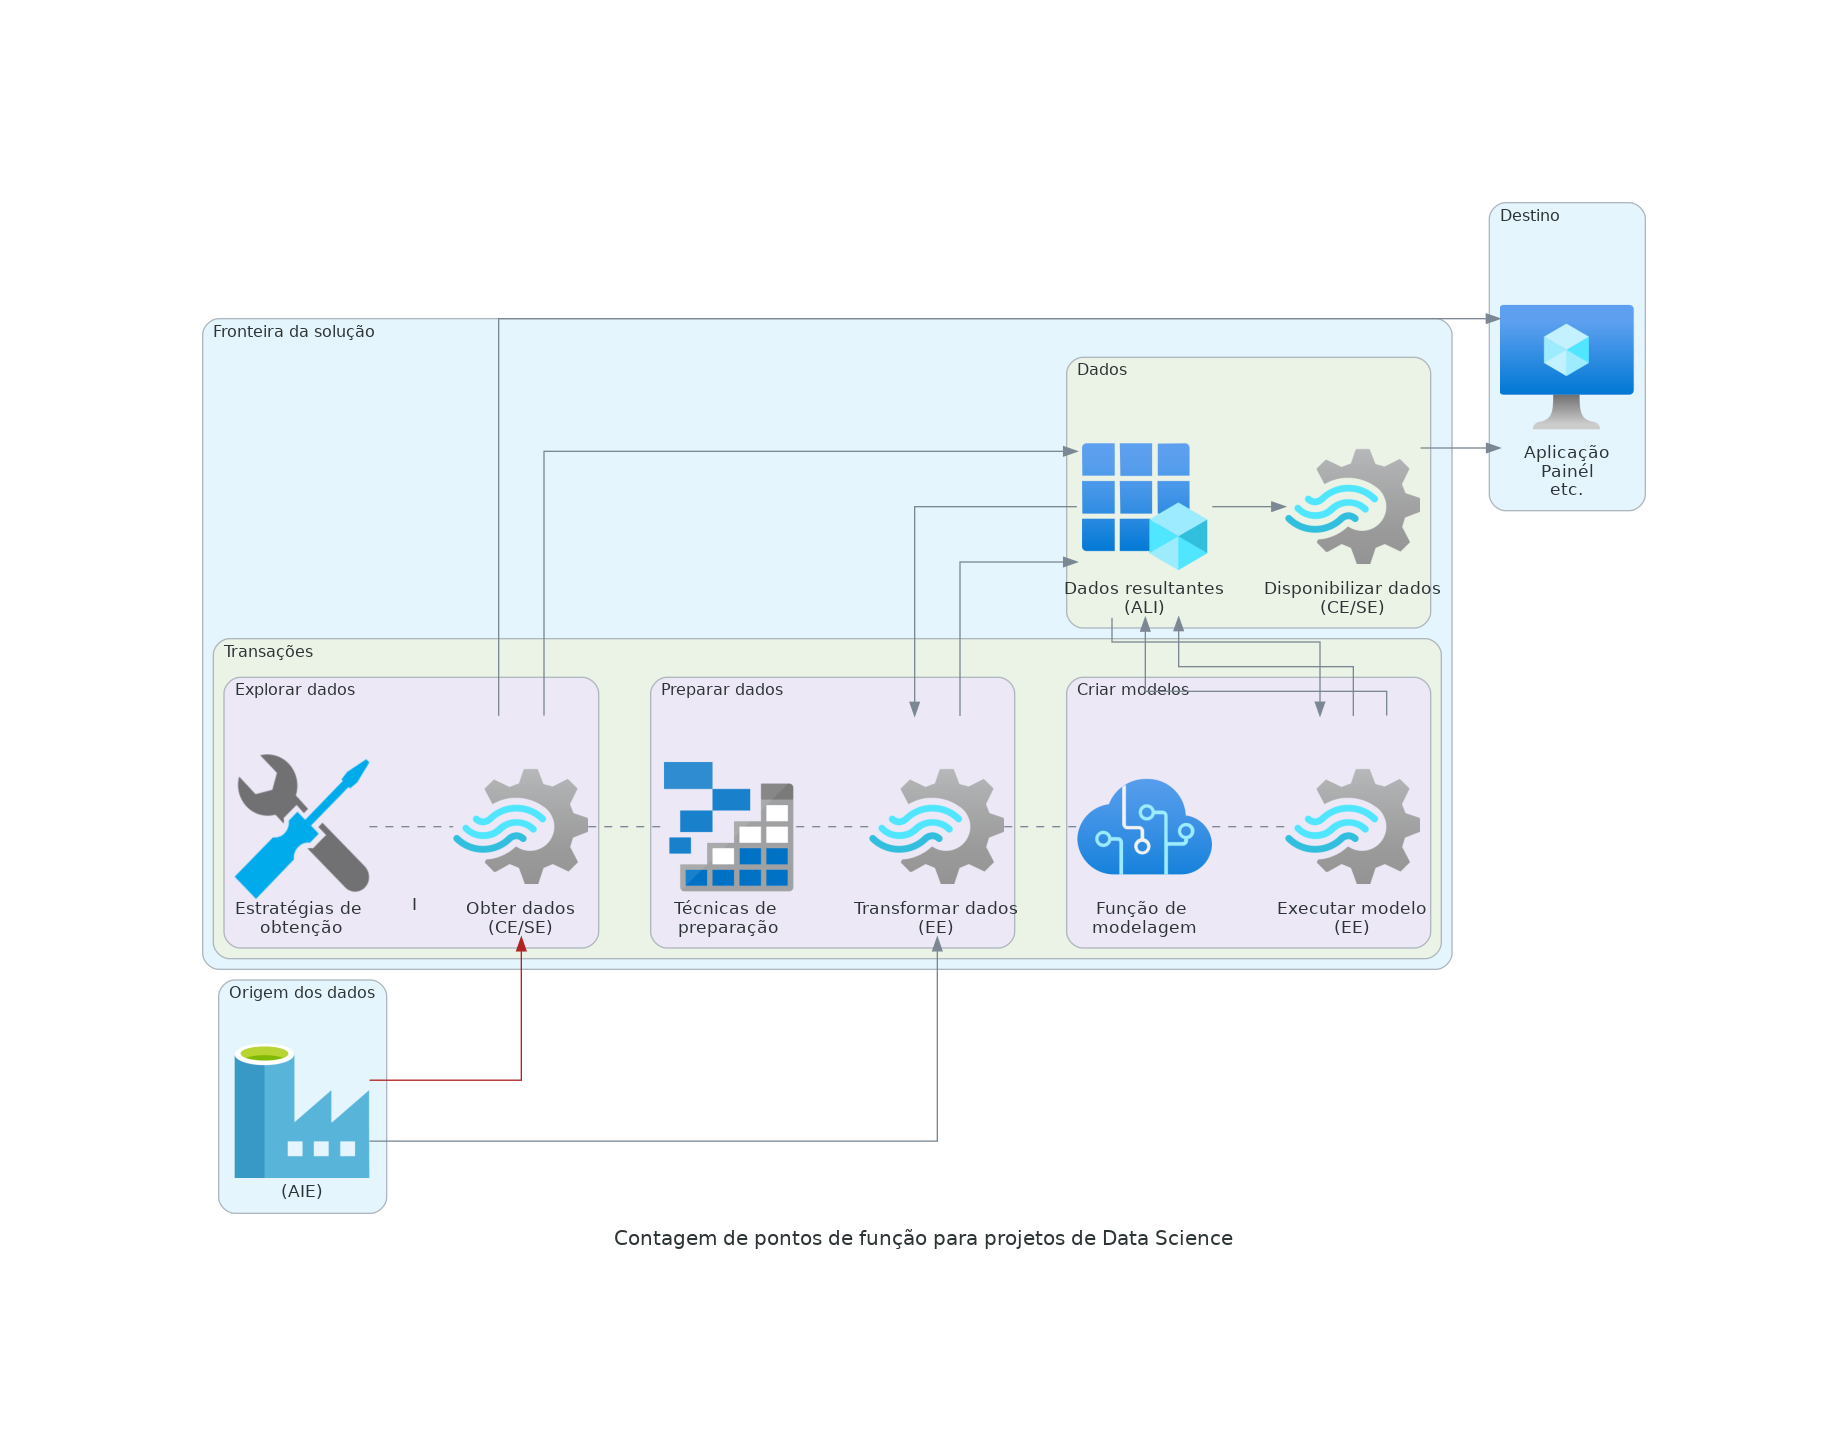 Destino
Aplicação
Painél
etc.
Fronteira da solução
Dados
Dados resultantes
(ALI)
Disponibilizar dados
(CE/SE)
Transações
Explorar dados
Estratégias de
obtenção
I
Obter dados
(CE/SE)
Preparar dados
Técnicas de
preparação
Transformar dados
(EE)
Criar modelos
Função de
modelagem
Executar modelo
(EE)
Origem dos dados
(AIE)
Contagem de pontos de função para projetos de Data Science